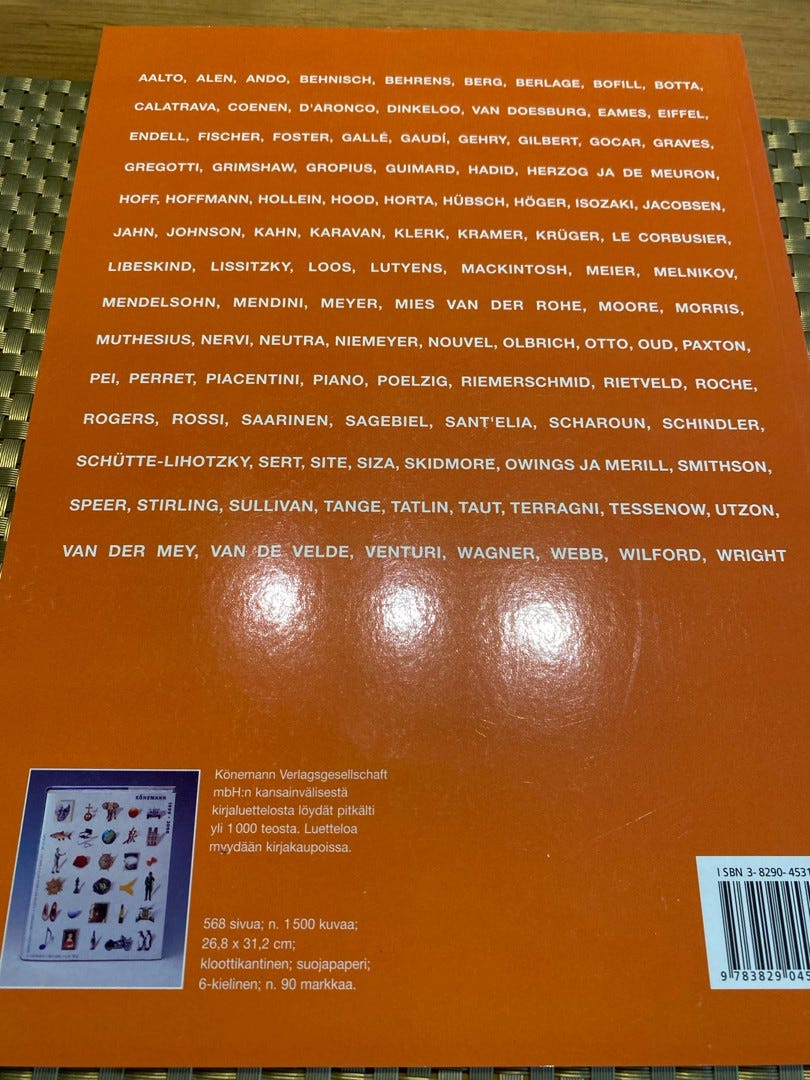 AALTO, ALEN, ANDO, BEHNISCH, BEHRENS, BERG, BERLAGE, BOFILL, BOTTA,
CALATRAVA, COENEN, D'ARONCO, DINKELOO, VAN DOESBURG, EAMES, EIFFEL,
ENDELL, FISCHER, FOSTER, GALLÉ, GAUDÍ, GEHRY, GILBERT, GOCAR, GRAVES,
GREGOTTI, GRIMSHAW, GROPIUS, GUIMARD, HADID, HERZOG JA DE MEURON,
HOFF, HOFFMANN, HOLLEIN, HOOD, HORTA, HÜBSCH, HÖGER, ISOZAKI, JACOBSEN,
JAHN, JOHNSON, KAHN, KARAVAN, KLERK, KRAMER, KRÜGER, LE CORBUSIER,
LIBESKIND, LISSITZKY, LOOS, LUTYENS, MACKINTOSH, MEIER, MELNIKOV,
MENDELSOHN, MENDINI, MEYER, MIES VAN DER ROHE, MOORE, MORRIS,
MUTHESIUS, NERVI, NEUTRA, NIEMEYER, NOUVEL, OLBRICH, OTTO, OUD, PAXTON,
PEI, PERRET, PIACENTINI, PIANO, POELZIG, RIEMERSCHMID, RIETVELD, ROCHE,
ROGERS, ROSSI, SAARINEN, SAGEBIEL, SANT'ELIA, SCHAROUN, SCHINDLER,
SCHÜTTE-LIHOTZKY, SERT, SITE, SIZA, SKIDMORE, OWINGS JA MERILL, SMITHSON,
SPEER, STIRLING, SULLIVAN, TANGE, TATLIN, TAUT, TERRAGNI, TESSENOW, UTZON,
VAN DER MEY, VAN DE VELDE, VENTURI, WAGNER, WEBB, WILFORD, WRIGHT
KÖNEMANN
Könemann Verlagsgesellschaft
mbH:n kansainvälisestä
kirjaluettelosta löydät pitkälti
yli 1 000 teosta. Luetteloa
myydään kirjakaupoissa.
568 sivua; n. 1 500 kuvaa;
26,8 x 31,2 cm;
kloottikantinen; suojapaperi;
6-kielinen; n. 90 markkaa.
ISBN 3-8290-4531
9 783829 045